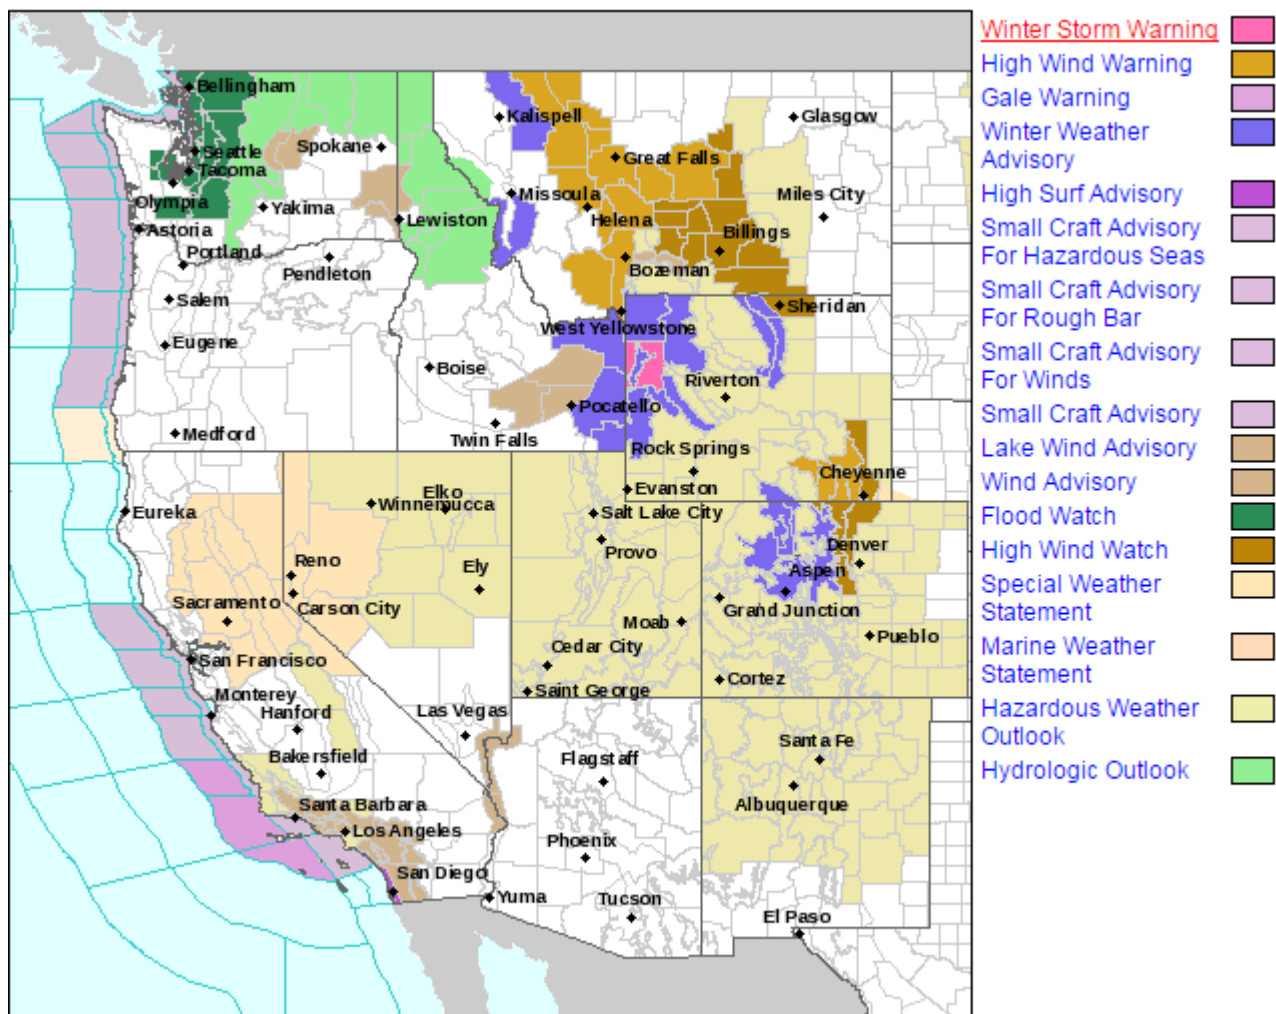 Winter Storm Warning
High Wind Warning
Gale Warning
Winter Weather
Advisory
High Surf Advisory
Small Craft Advisory
For Hazardous Seas
Small Craft Advisory
For Rough Bar
Small Craft Advisory
For Winds
Small Craft Advisory
Lake Wind Advisory
Wind Advisory
Flood Watch
High Wind Watch
Special Weather
Statement
Marine Weather
Statement
Hazardous Weather
Outlook
Hydrologic Outlook
Bellingham
Kalispell
Glasgow
Seattle
Spokane
Great Falls
Tacoma
Olympia
Yakima
Lewiston
Missoula
Helena
Miles City
Astoria
Billings
Portland
Pendleton
Bozeman
Salem
Sheridan
West Yellowstone
Eugene
Boise
Riverton
Pocatello
Medford
Twin Falls
Rock Springs
Cheyenne
Elko
Winnemucca
Evanston
Eureka
Salt Lake City
Provo
Denver
Reno
Ely
Aspen
Sacramento
Carson City
Grand Junction
Moab
Pueblo
Cedar City
San Francisco
Cortez
Saint George
Monterey
Hanford
Las Vegas
Santa Fe
Bakersfield
Flagstaff
Albuquerque
Santa Barbara
Los Angeles
Phoenix
San Diego
Yuma
Tucson
El Paso